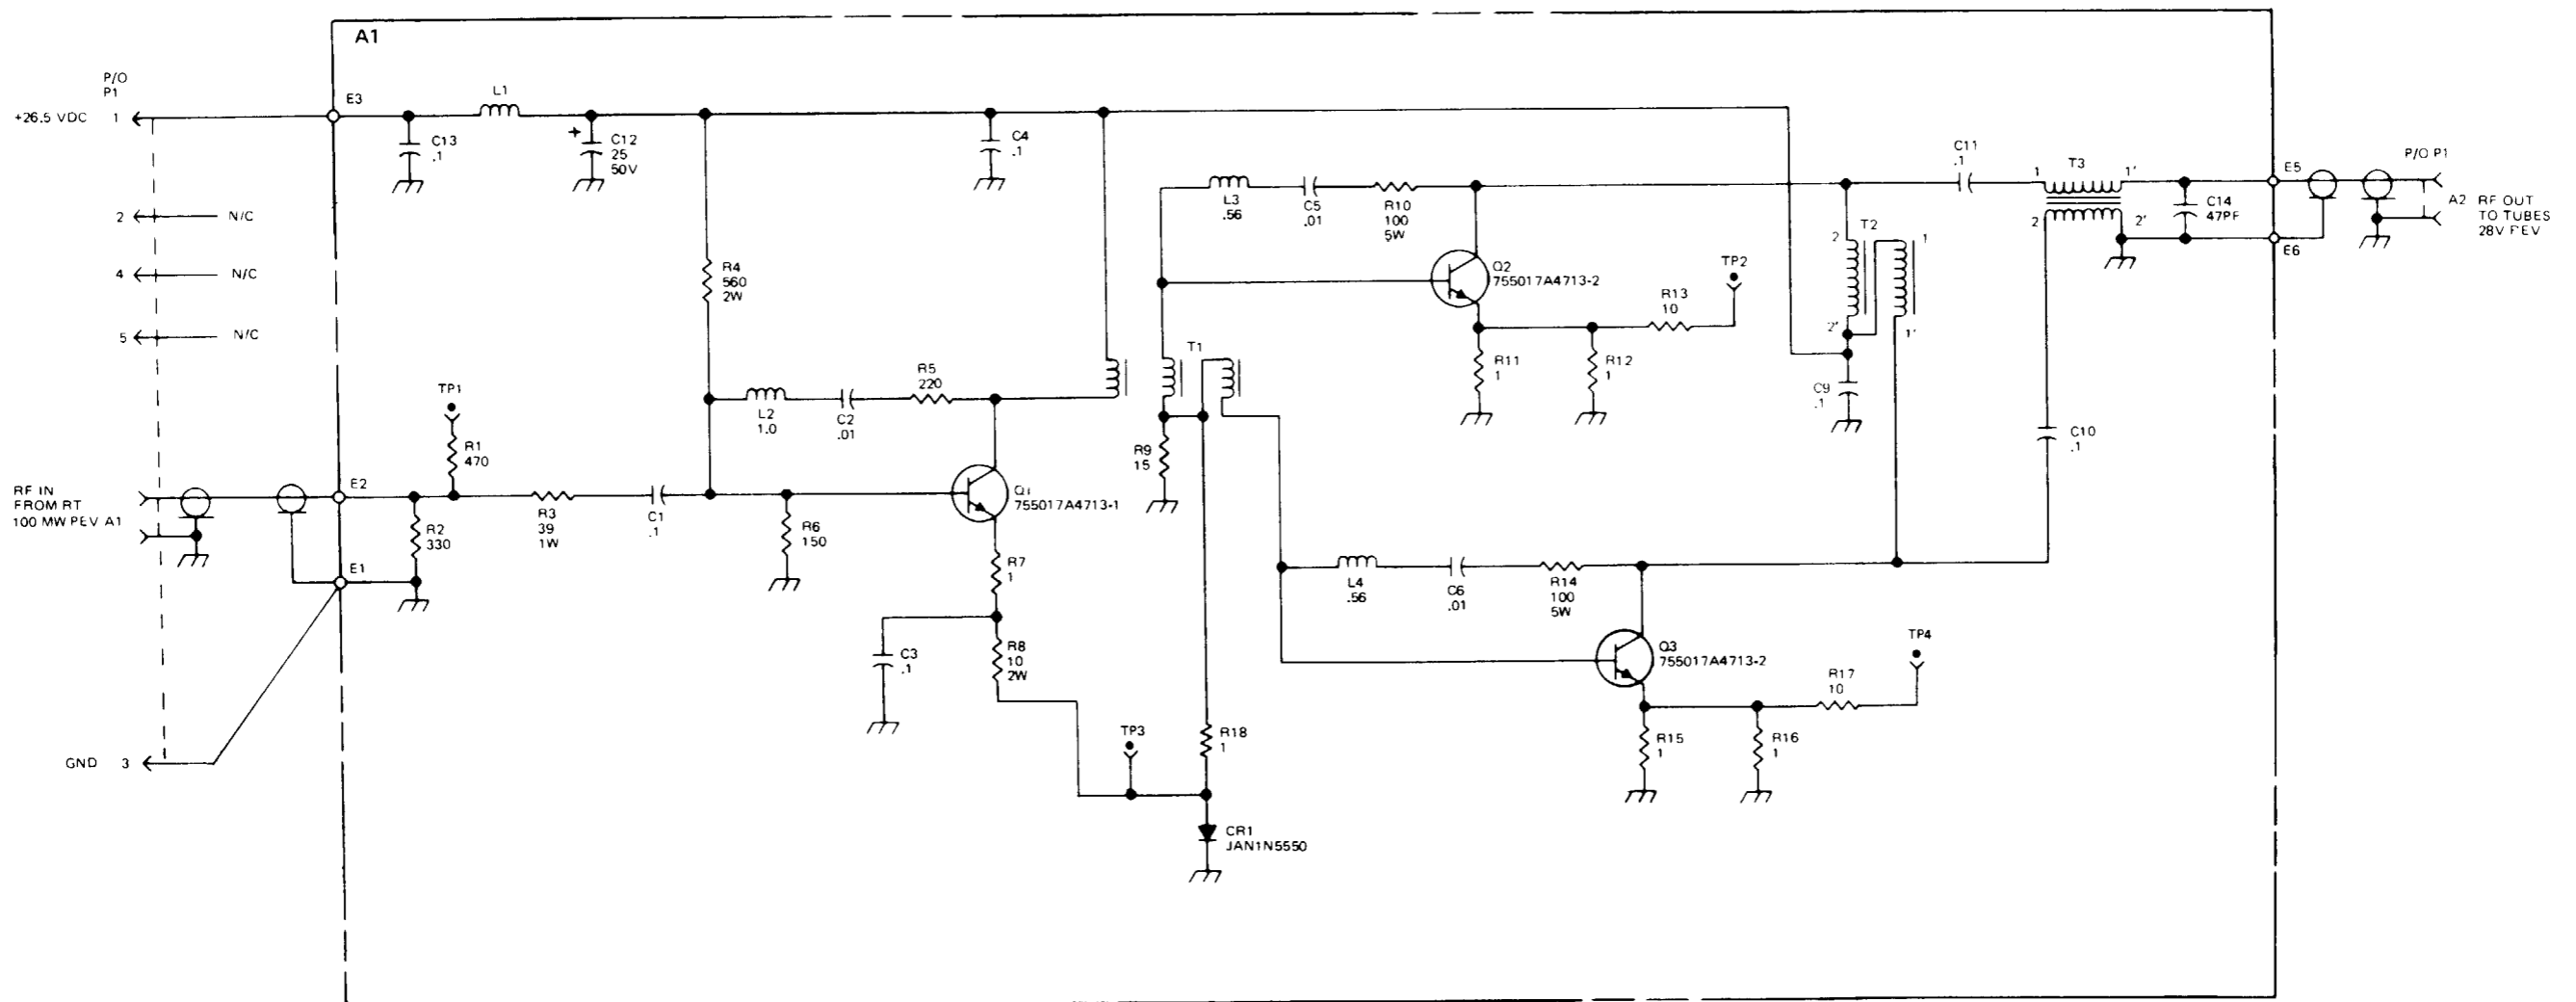 A1
P/O
P1
+26.5 VDC 1
E3
L1
C13
.1
+
C12
25
50V
C4
.1
2 N/C
4 N/C
5 N/C
R4
560
2W
L3
.56
C5
.01
R10
100
5W
C11
.1
1 T3 1'
2 2'
C14
47PF
E5
E6
P/O P1
A2 RF OUT
TO TUBES
28V PEV
Q2
755017A4713-2
R13
10
TP2
2 T2 1
2' 1'
R11
1
R12
1
C9
.1
C10
.1
TP1
R1
470
L2
1.0
C2
.01
R5
220
T1
R9
15
RF IN
FROM RT
100 MW PEV A1
E2
E1
R2
330
R3
39
1W
C1
.1
R6
150
Q1
755017A4713-1
R7
1
C3
.1
R8
10
2W
L4
.56
C6
.01
R14
100
5W
Q3
755017A4713-2
R17
10
TP4
R15
1
R16
1
TP3
R18
1
GND 3
CR1
JAN1N5550